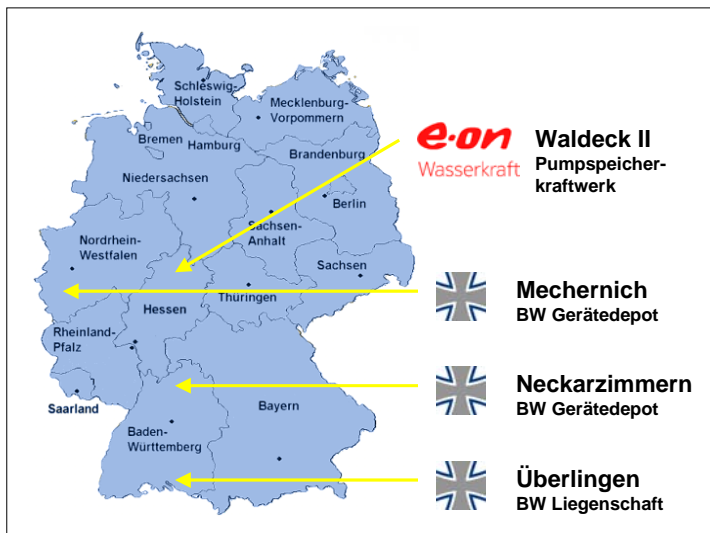 Schleswig-
Holstein
Mecklenburg-
Vorpommern
Bremen
Hamburg
Brandenburg
Niedersachsen
Berlin
Sachsen-
Anhalt
Nordrhein-
Westfalen
Sachsen
Thüringen
Hessen
Rheinland-
Pfalz
Saarland
Bayern
Baden-
Württemberg
e·on
Wasserkraft
Waldeck II
Pumpspeicher-
kraftwerk
Mechernich
BW Gerätedepot
Neckarzimmern
BW Gerätedepot
Überlingen
BW Liegenschaft